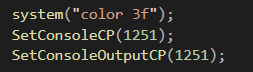 system("color 3f");
SetConsoleCP(1251);
SetConsoleOutputCP(1251);